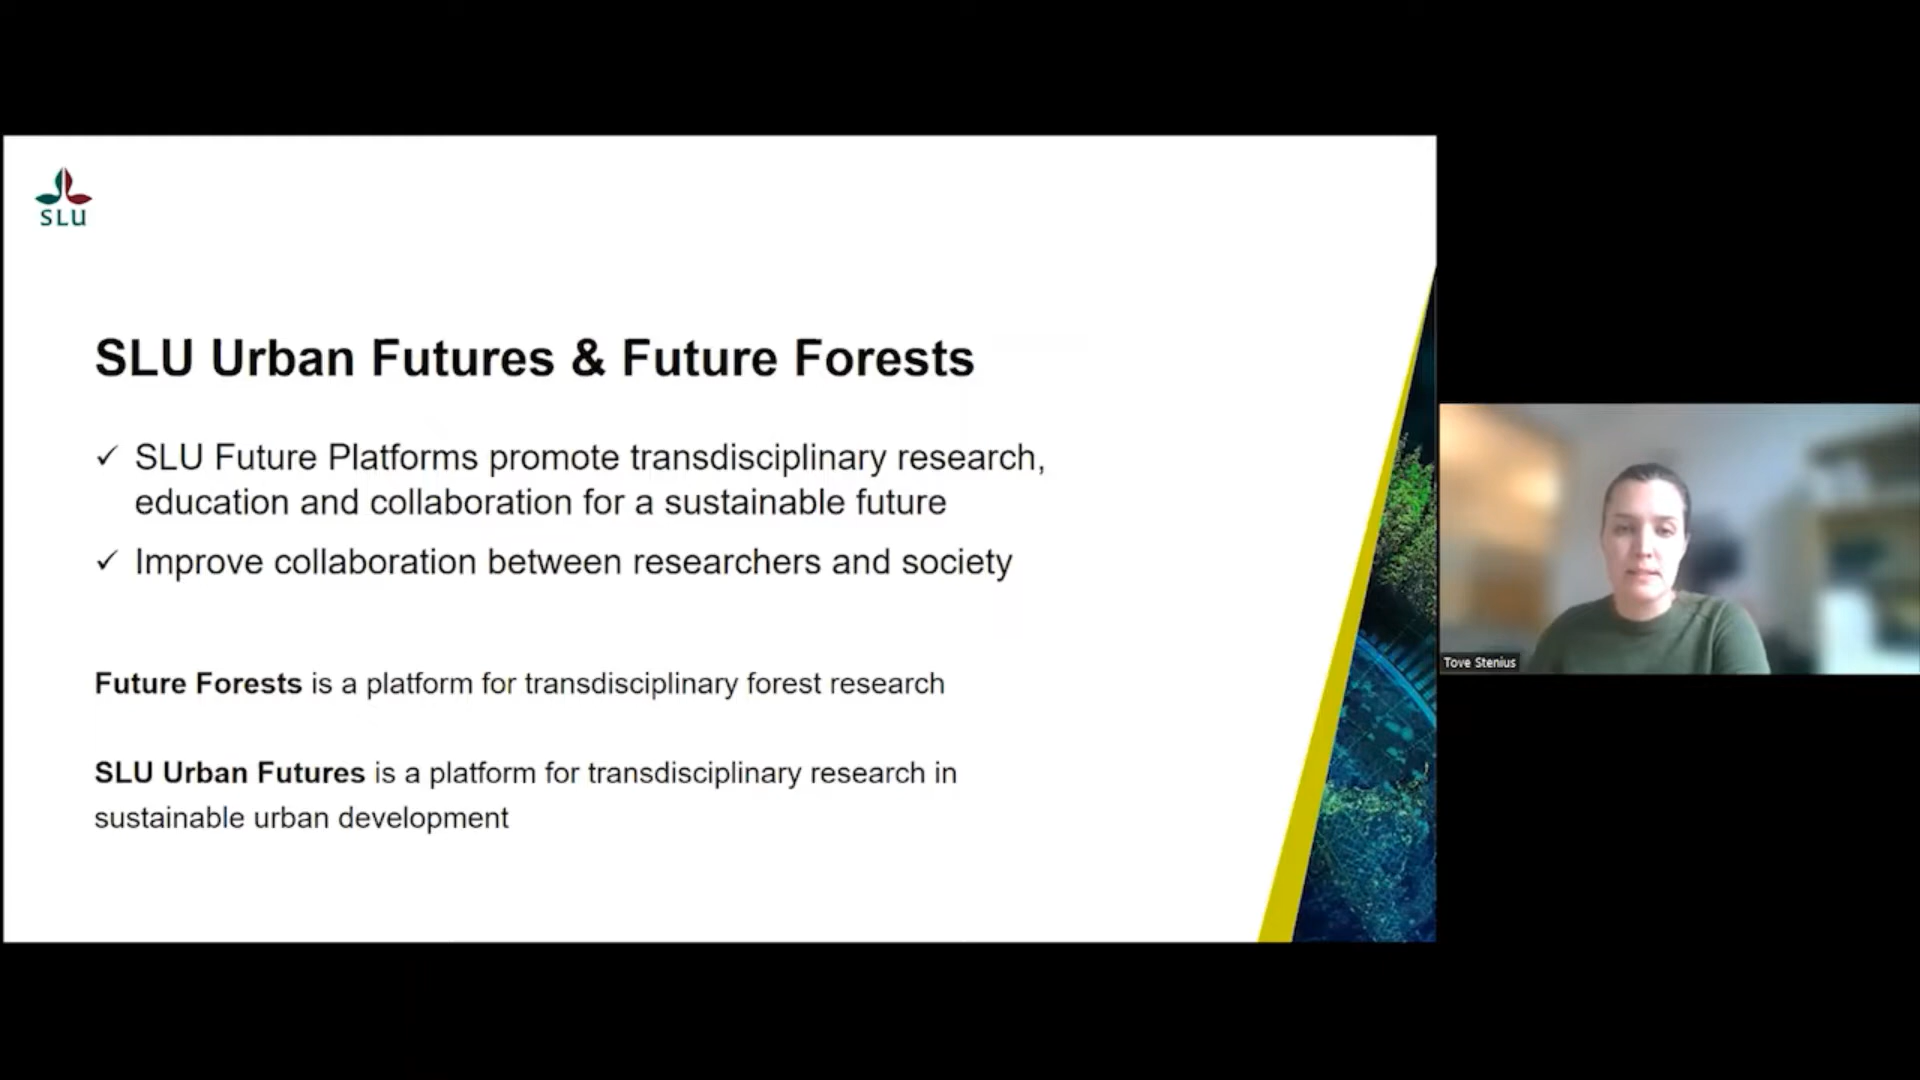 SLU
SLU Urban Futures & Future Forests
✓ SLU Future Platforms promote transdisciplinary research,
education and collaboration for a sustainable future
✓ Improve collaboration between researchers and society
Future Forests is a platform for transdisciplinary forest research
SLU Urban Futures is a platform for transdisciplinary research in
sustainable urban development
Tove Stenius